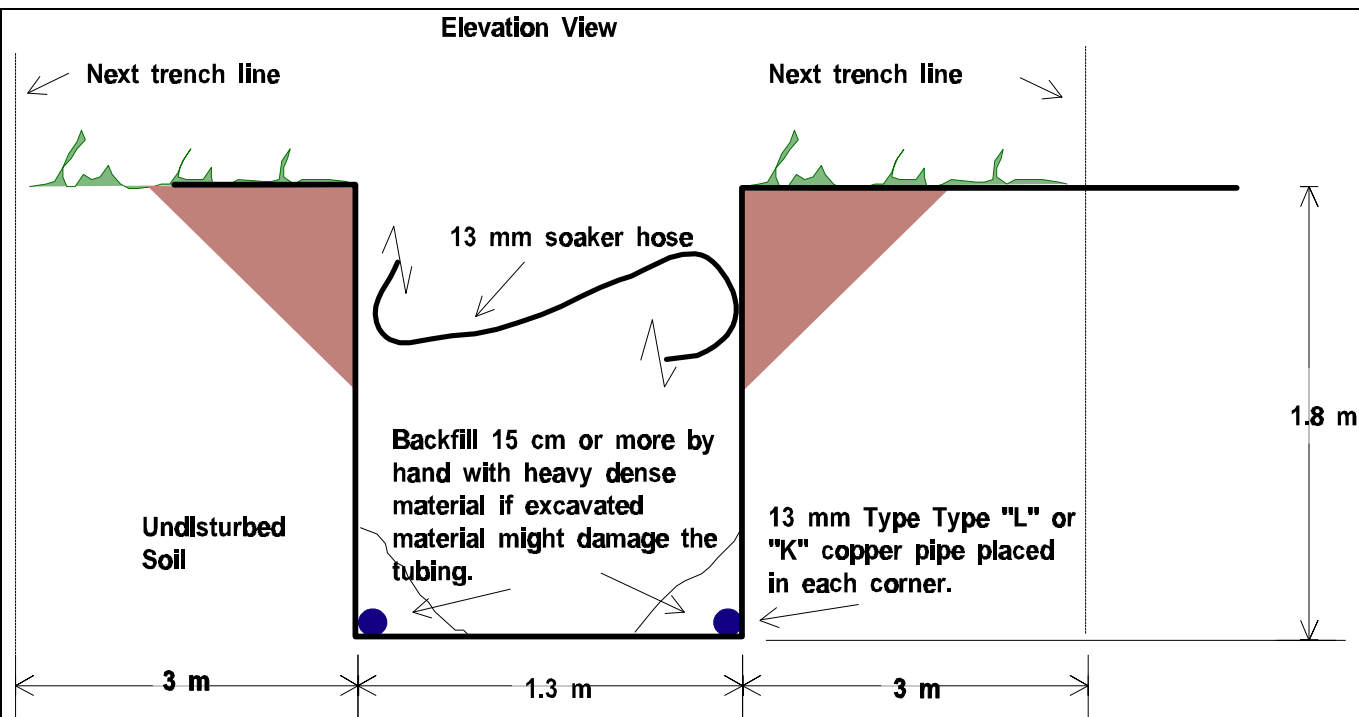 Elevation View
Next trench line
Next trench line
13 mm soaker hose
1.8 m
Backfill 15 cm or more by
hand with heavy dense
material if excavated
material might damage the
tubing.
Undisturbed
Soil
13 mm Type Type "L" or
"K" copper pipe placed
in each corner.
3 m
1.3 m
3 m